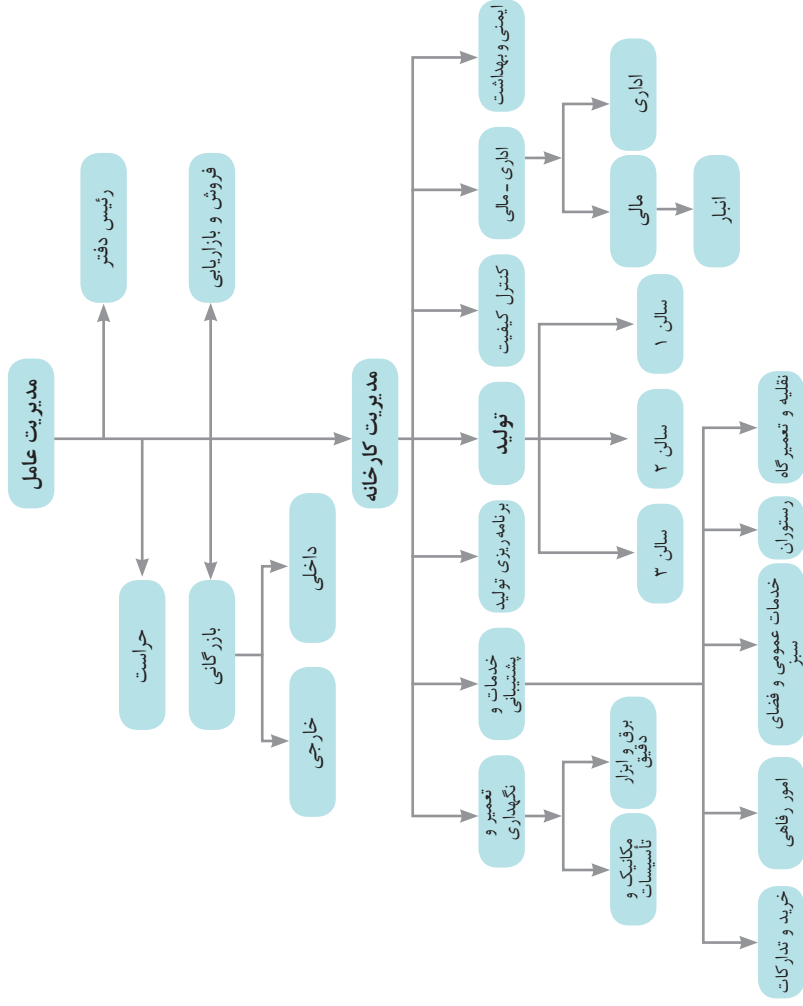 مدیریت عامل
رئیس دفتر
حراست
فروش و بازاریابی
بازرگانی
داخلی
خارجی
مدیریت کارخانه
ایمنی و بهداشت
اداری - مالی
کنترل کیفیت
تولید
برنامه ریزی تولید
خدمات و
پشتیبانی
تعمیر و
نگهداری
اداری
مالی
انبار
سالن ۱
سالن ۲
سالن ۳
برق و ابزار
دقیق
مکانیک و
تأسیسات
نقلیه و تعمیرگاه
رستوران
خدمات عمومی و فضای
سبز
امور رفاهی
خرید و تدارکات